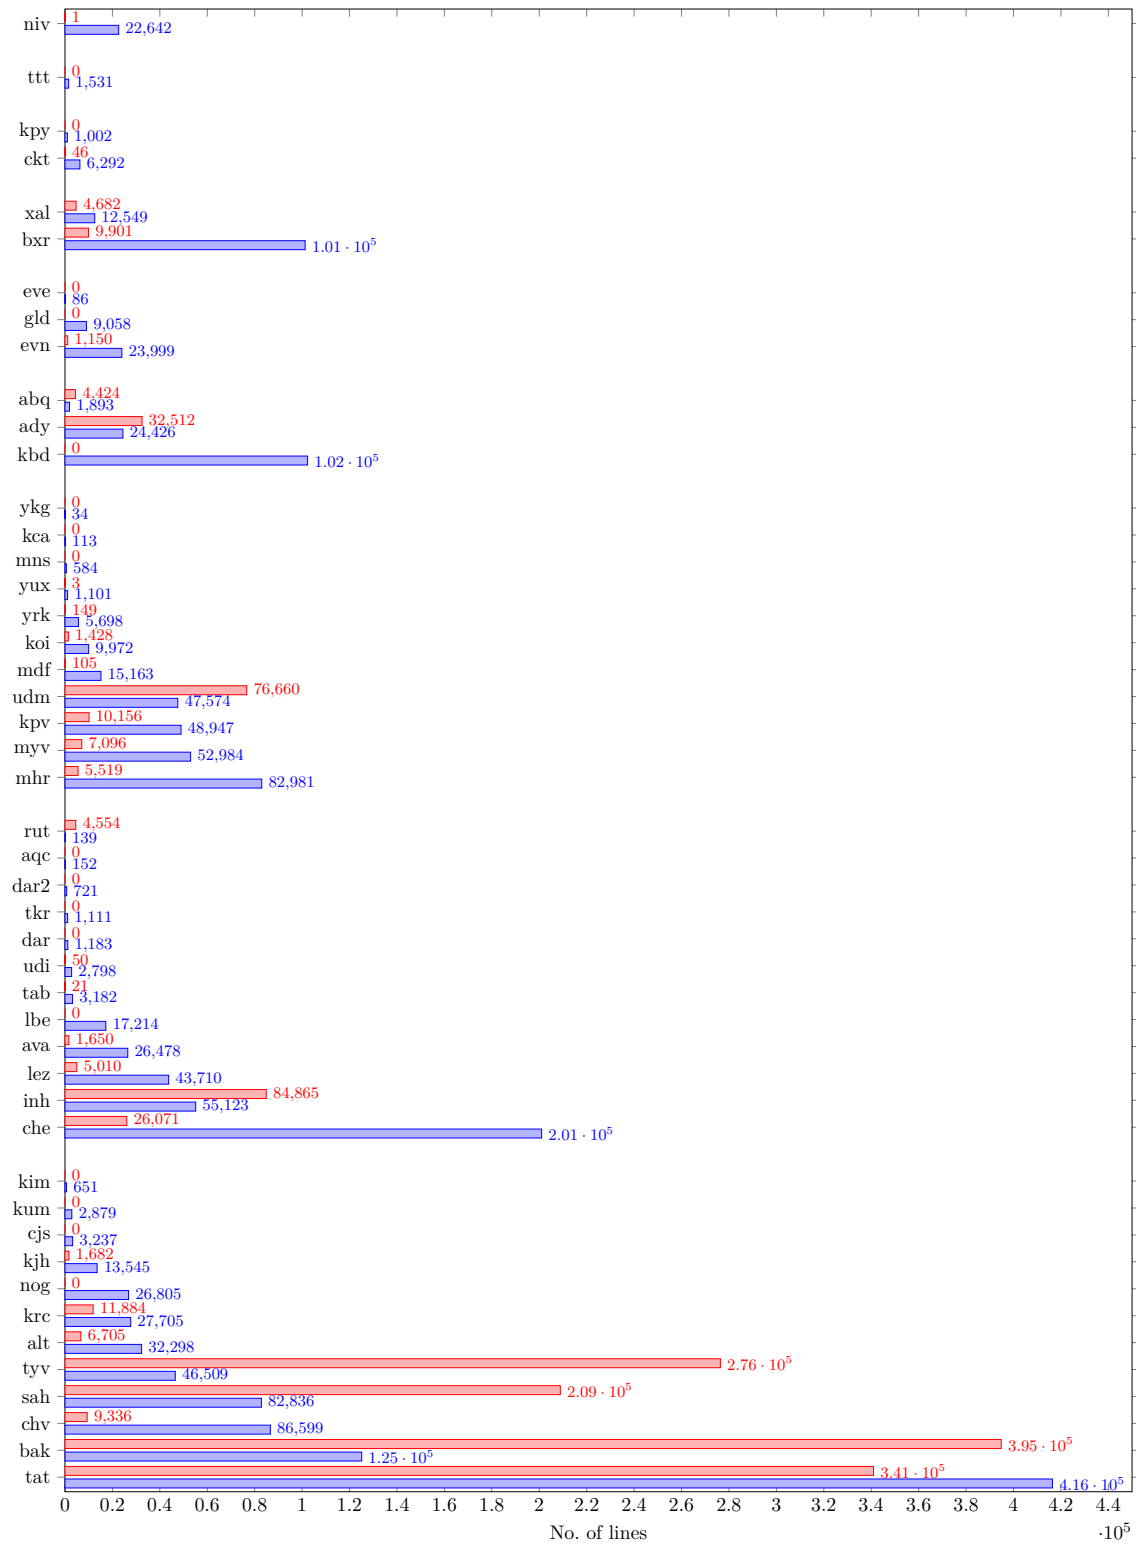 niv 1
22,642
ttt 0
1,531
kpy 0
1,002
ckt 46
6,292
xal 4,682
12,549
bxr 9,901
1.01 · 10^5
eve 0
86
gld 0
9,058
evn 1,150
23,999
abq 4,424
1,893
ady 32,512
24,426
kbd 0
1.02 · 10^5
ykg 0
34
kca 0
113
mns 0
584
yux 3
1,101
yrk 149
5,698
koi 1,428
9,972
mdf 105
15,163
udm 76,660
47,574
kpv 10,156
48,947
myv 7,096
52,984
mhr 5,519
82,981
rut 4,554
139
aqc 0
152
dar2 0
721
tkr 0
1,111
dar 0
1,183
udi 50
2,798
tab 21
3,182
lbe 0
17,214
ava 1,650
26,478
lez 5,010
43,710
inh 84,865
55,123
che 26,071
2.01 · 10^5
kim 0
651
kum 0
2,879
cjs 0
3,237
kjh 1,682
13,545
nog 0
26,805
krc 11,884
27,705
alt 6,705
32,298
tyv 2.76 · 10^5
46,509
sah 2.09 · 10^5
82,836
chv 9,336
86,599
bak 3.95 · 10^5
1.25 · 10^5
tat 3.41 · 10^5
4.16 · 10^5
0 0.2 0.4 0.6 0.8 1 1.2 1.4 1.6 1.8 2 2.2 2.4 2.6 2.8 3 3.2 3.4 3.6 3.8 4 4.2 4.4
No. of lines ·10^5